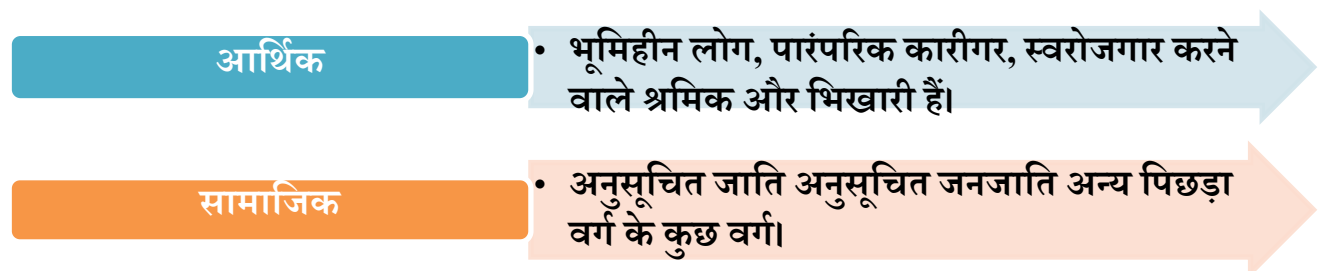 आर्थिक
• भूमिहीन लोग, पारंपरिक कारीगर, स्वरोजगार करने
वाले श्रमिक और भिखारी हैं।
सामाजिक
• अनुसूचित जाति अनुसूचित जनजाति अन्य पिछड़ा
वर्ग के कुछ वर्ग।